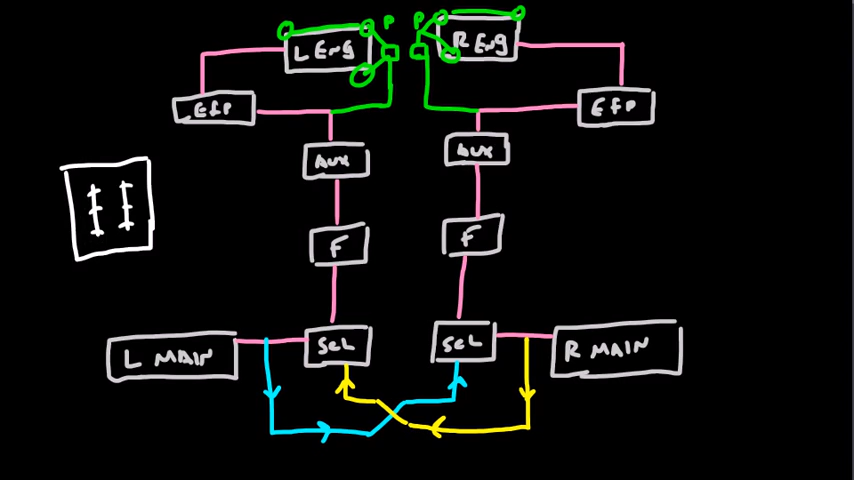 P P
L Eng R Eng
EFP EFP
AUX AUX
F F
SEL SEL
L MAIN R MAIN